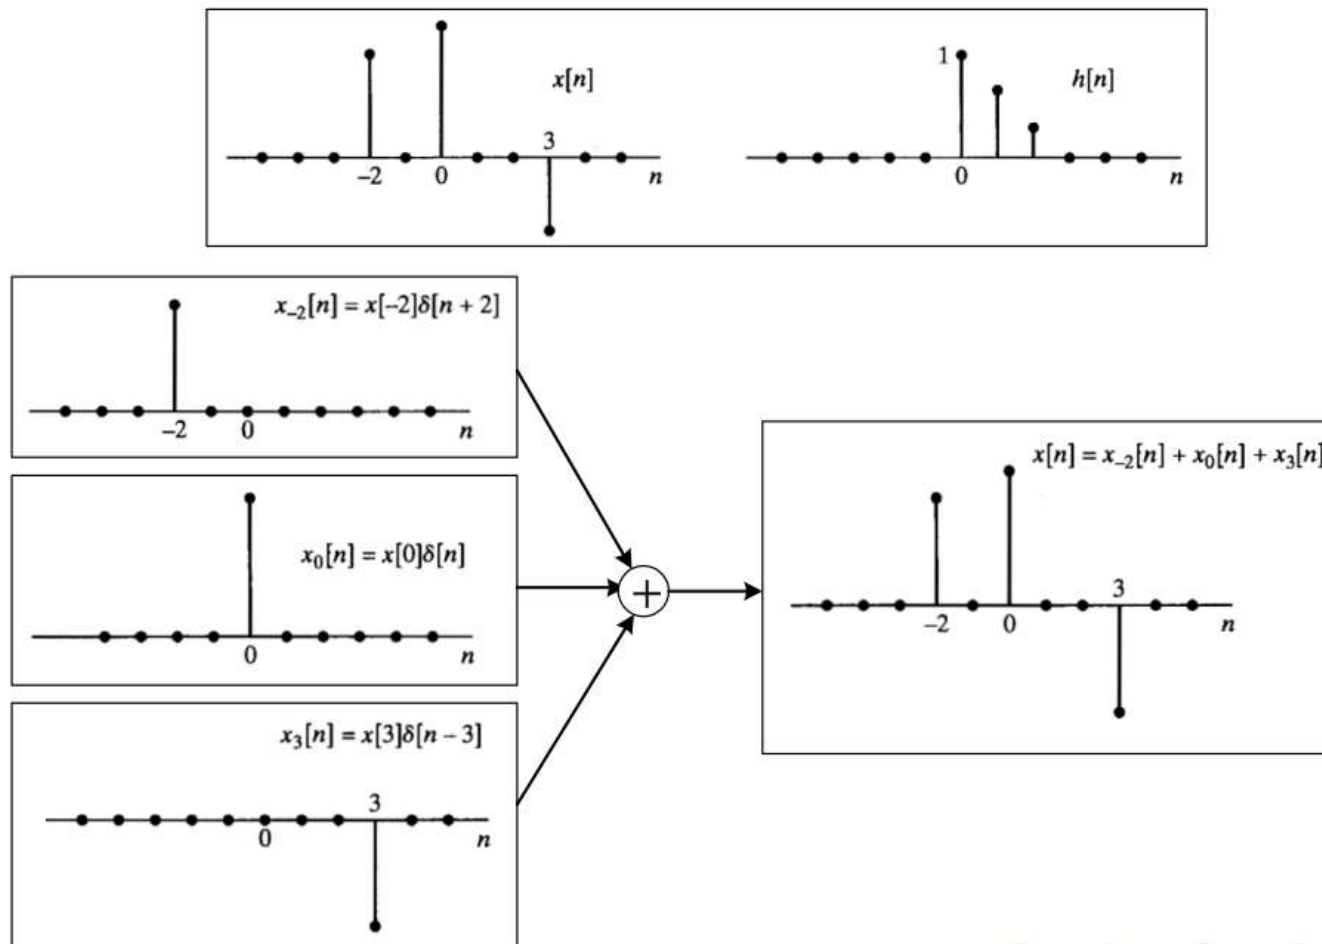 x[n]
3
−2 0 n
1
h[n]
0 n
x₋₂[n] = x[−2]δ[n + 2]
−2 0 n
x₀[n] = x[0]δ[n]
0 n
x₃[n] = x[3]δ[n − 3]
3
0 n
+
x[n] = x₋₂[n] + x₀[n] + x₃[n]
3
−2 0 n